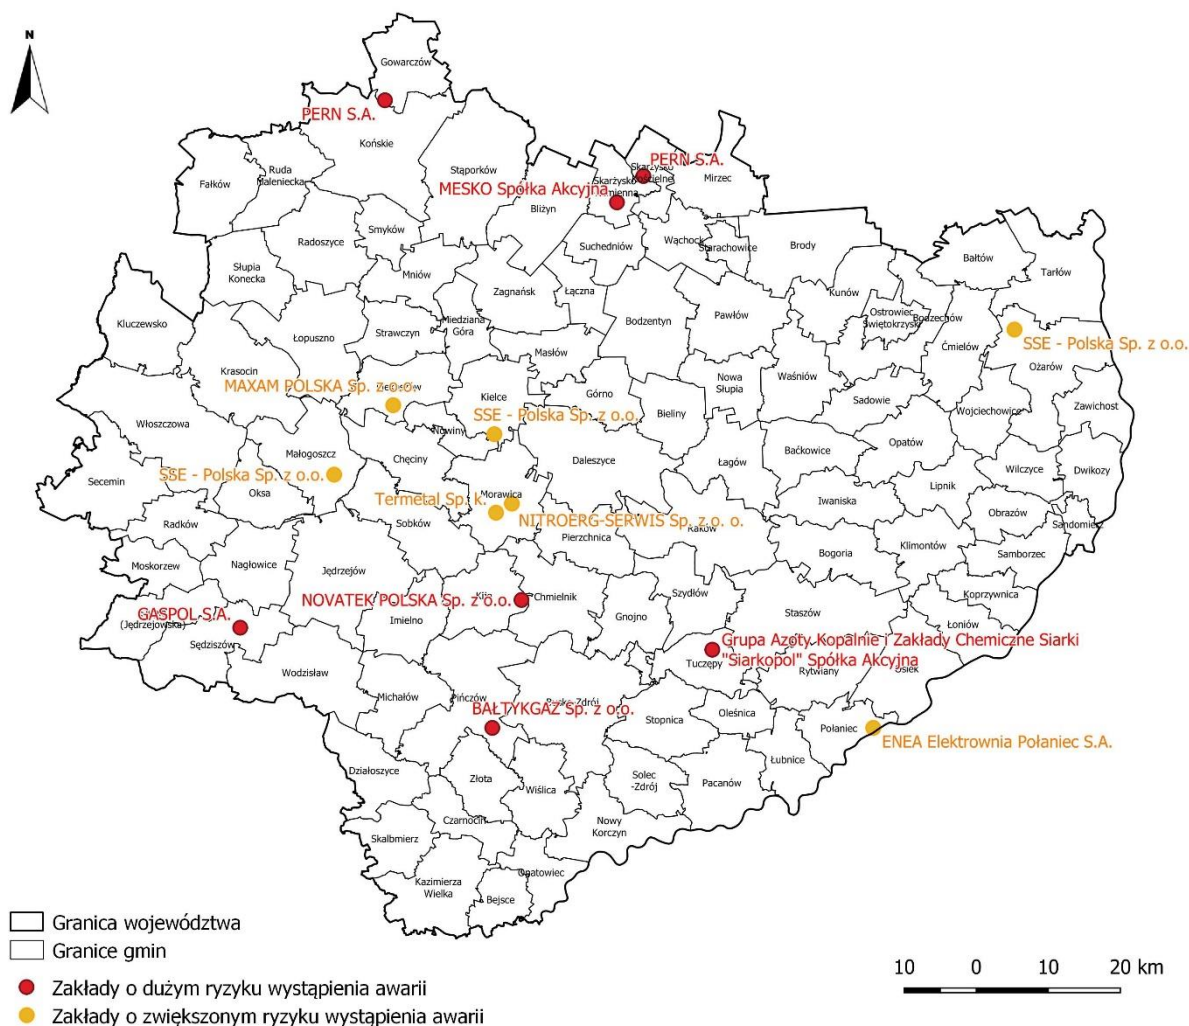 N
Gowarczów
PERN S.A.
Końskie
Stąporków
Ruda
Maleniecka
Fałków
PERN S.A.
Skarżysko
Kościelne
Mirzec
MESKO Spółka Akcyjna
Skarżysko
Kamienna
Bliżyn
Smyków
Radoszyce
Suchedniów
Wąchock
Starachowice
Brody
Bałtów
Tarłów
Słupia
Konecka
Mniów
Zagnańsk
Łączna
Kunów
Kluczewsko
Łopuszno
Strawczyn
Miedziana
Góra
Bodzentyn
Pawłów
Ostrowiec
Świętokrzyski
Bodzechów
SSE - Polska Sp. z o.o.
Ćmielów
Ożarów
Masłów
Krasocin
MAXAM POLSKA Sp. z o.o.
Kielce
Górno
Nowa
Słupia
Waśniów
Sadowie
Wojciechowice
Zawichost
SSE - Polska Sp. z o.o.
Bieliny
Włoszczowa
Nowiny
Małogoszcz
Chęciny
Daleszyce
Łagów
Baćkowice
Opatów
SSE - Polska Sp. z o.o.
Secemin
Oksa
Wilczyce
Dwikozy
Lipnik
Termetal Sp. k.
Morawica
Iwaniska
Obrazów
NITROERG-SERWIS Sp. z o. o.
Radków
Sobków
Pierzchnica
Raków
Sandomierz
Klimontów
Samborzec
Moskorzew
Nagłowice
Jędrzejów
Bogoria
NOVATEK POLSKA Sp. z o.o.
Kije
Chmielnik
Szydłów
Koprzywnica
GASPOL S.A.
(Jędrzejowska)
Imielno
Gnojno
Staszów
Łoniów
Sędziszów
Grupa Azoty Kopalnie i Zakłady Chemiczne Siarki
"Siarkopol" Spółka Akcyjna
Tuczępy
Rytwiany
Osiek
Wodzisław
Michałów
Pińczów
Busko-Zdrój
BAŁTYKGAZ Sp. z o.o.
Stopnica
Oleśnica
Połaniec
ENEA Elektrownia Połaniec S.A.
Działoszyce
Złota
Wiślica
Solec
-Zdrój
Pacanów
Łubnice
Czarnocin
Nowy
Korczyn
Skalbmierz
Kazimierza
Wielka
Opatowiec
Bejsce
Granica województwa
Granice gmin
Zakłady o dużym ryzyku wystąpienia awarii
Zakłady o zwiększonym ryzyku wystąpienia awarii
10 0 10 20 km